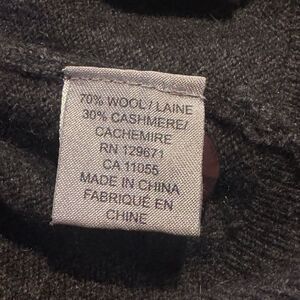 70% WOOL / LAINE
30% CASHMERE/
CACHEMIRE
RN 129671
CA 11055
MADE IN CHINA
FABRIQUÉ EN
CHINE